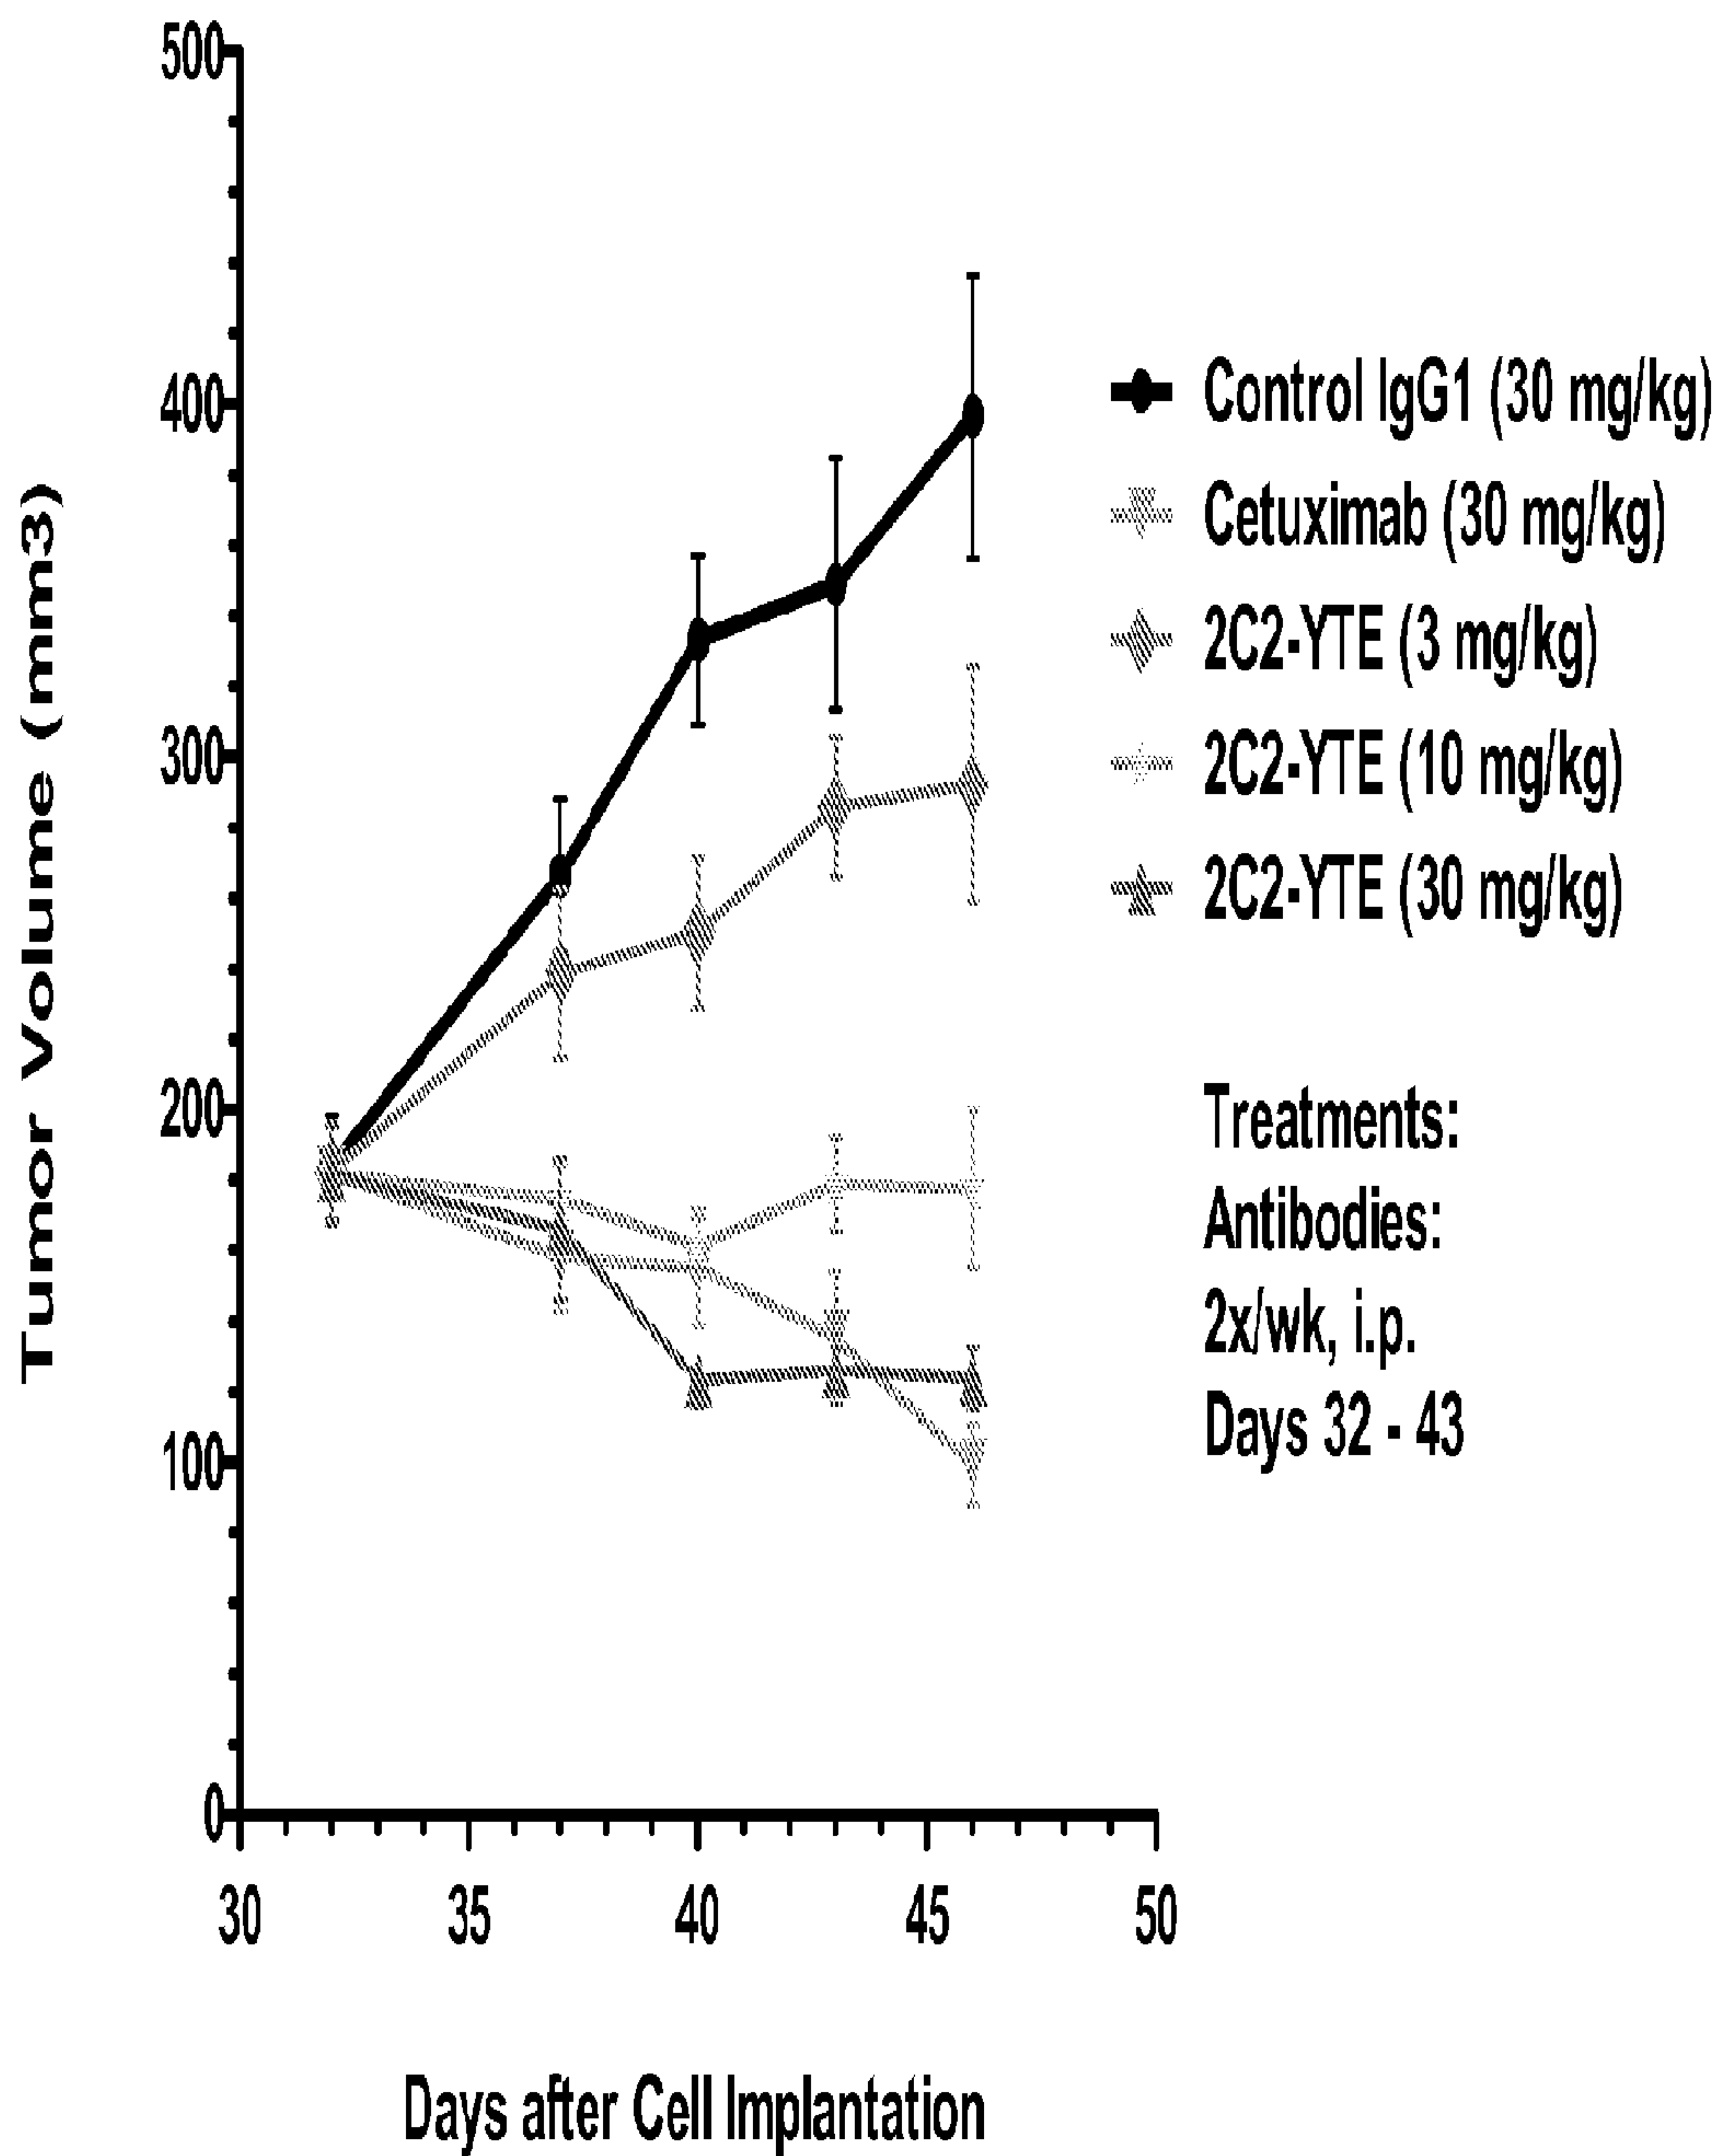 Tumor Volume (mm3)
500
400
300
200
100
0
30 35 40 45 50
Days after Cell Implantation
Control IgG1 (30 mg/kg)
Cetuximab (30 mg/kg)
2C2-YTE (3 mg/kg)
2C2-YTE (10 mg/kg)
2C2-YTE (30 mg/kg)
Treatments:
Antibodies:
2x/wk, i.p.
Days 32 - 43